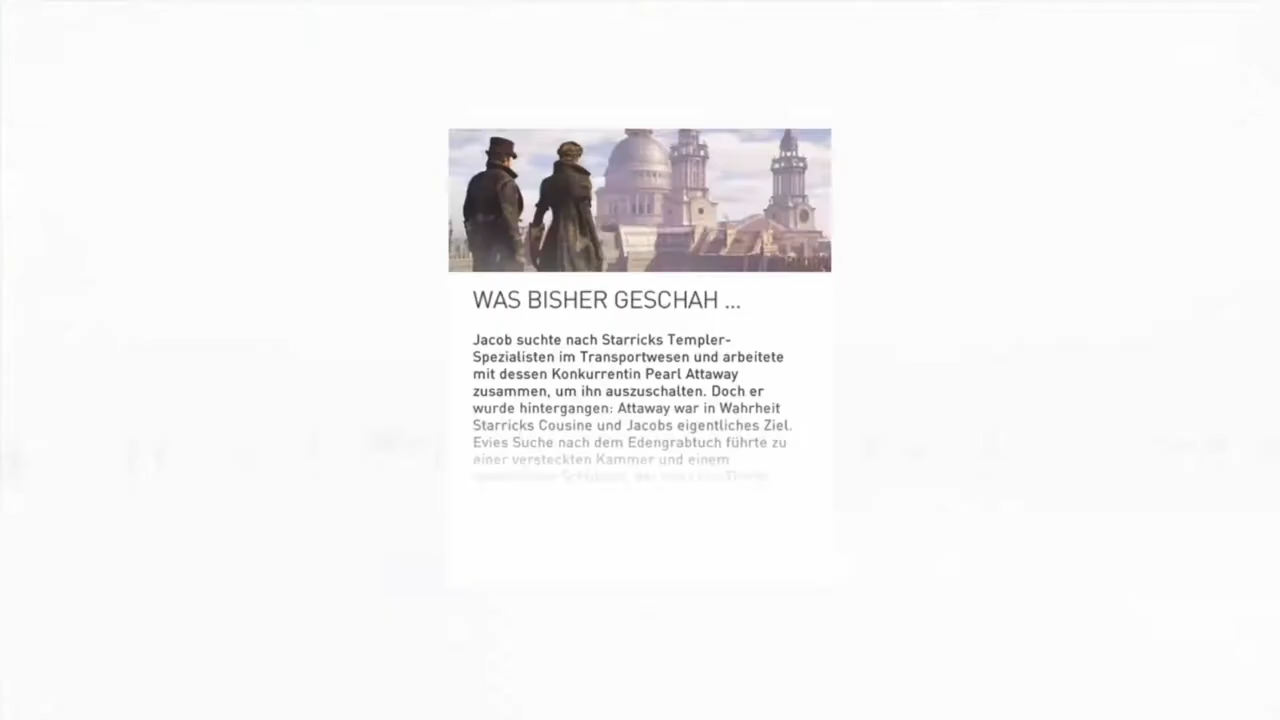 WAS BISHER GESCHAH ...
Jacob suchte nach Starricks Templer-
Spezialisten im Transportwesen und arbeitete
mit dessen Konkurrentin Pearl Attaway
zusammen, um ihn auszuschalten. Doch er
wurde hintergangen: Attaway war in Wahrheit
Starricks Cousine und Jacobs eigentliches Ziel.
Evies Suche nach dem Edengrabtuch führte zu
einer versteckten Kammer und einem